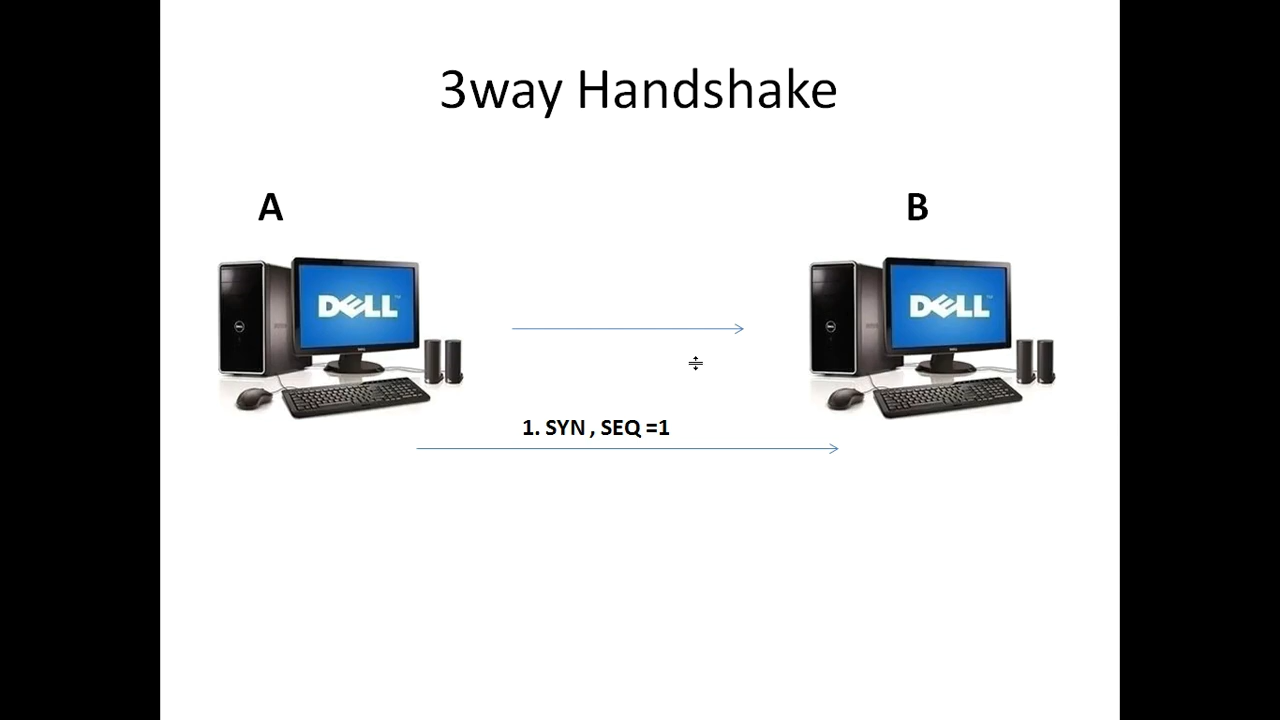 3way Handshake
A
B
DELL
DELL
1. SYN , SEQ =1